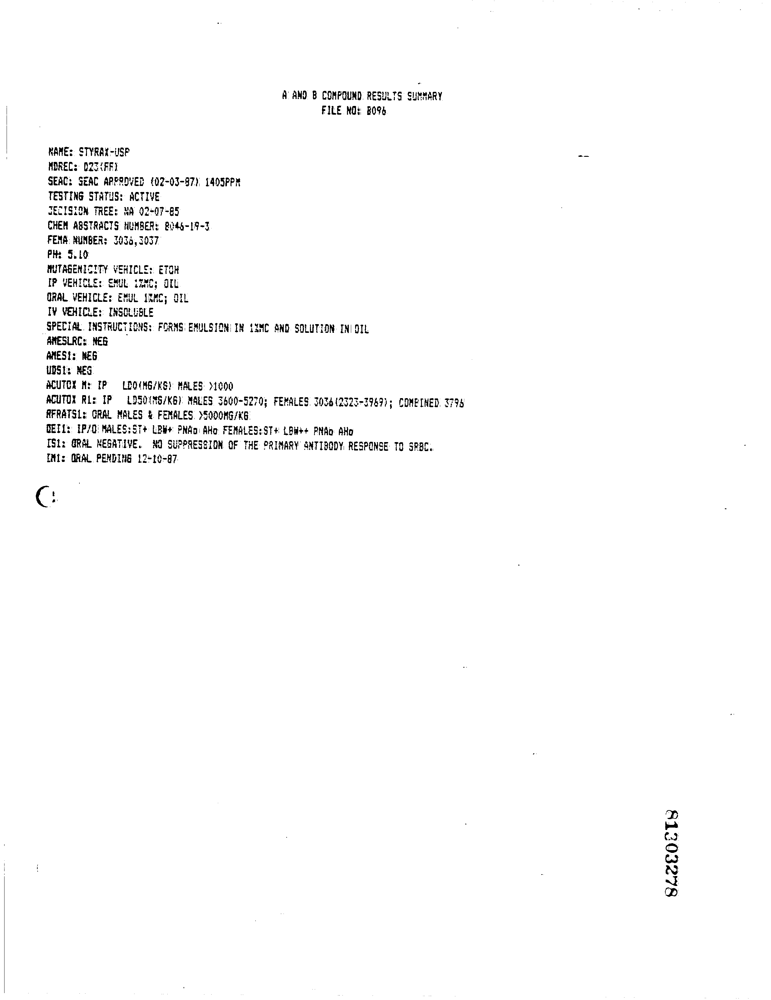 A AND B COMPOUND RESULTS SUMMARY
FILE NO: B096
NAME: STYRAX-USP
MDREC: D23(FF)
SEAC: SEAC APPROVED (02-03-87) 1405PPM
TESTING STATUS: ACTIVE
DECISION TREE: NA 02-07-85
CHEM ABSTRACTS NUMBER: 8046-19-3
FEMA NUMBER: 3036,3037
PH: 5.10
MUTAGENICITY VEHICLE: ETOH
IP VEHICLE: EMUL 1%MC; OIL
ORAL VEHICLE: EMUL 1%MC; OIL
IV VEHICLE: INSOLUBLE
SPECIAL INSTRUCTIONS: FORMS EMULSION IN 1%MC AND SOLUTION IN OIL
AMESLRC: NEG
AMES1: NEG
UDS1: NEG
ACUTOX M: IP LD0(MG/KG) MALES >1000
ACUTOX R1: IP LD50(MG/KG) MALES 3600-5270; FEMALES 3036(2323-3969); COMBINED 3796
RFRATS1: ORAL MALES & FEMALES >5000MG/KG
OEI1: IP/O MALES:ST+ LBW+ PNAo AHo FEMALES:ST+ LBW++ PNAo AHo
IS1: ORAL NEGATIVE. NO SUPPRESSION OF THE PRIMARY ANTIBODY RESPONSE TO SRBC.
IM1: ORAL PENDING 12-10-87
81303278